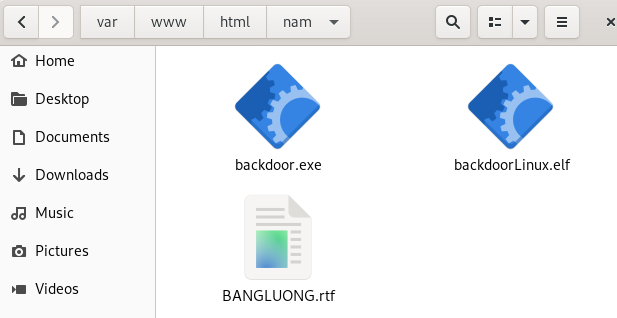 var www html nam
Home
Desktop
Documents
Downloads
Music
Pictures
Videos
backdoor.exe backdoorLinux.elf
BANGLUONG.rtf